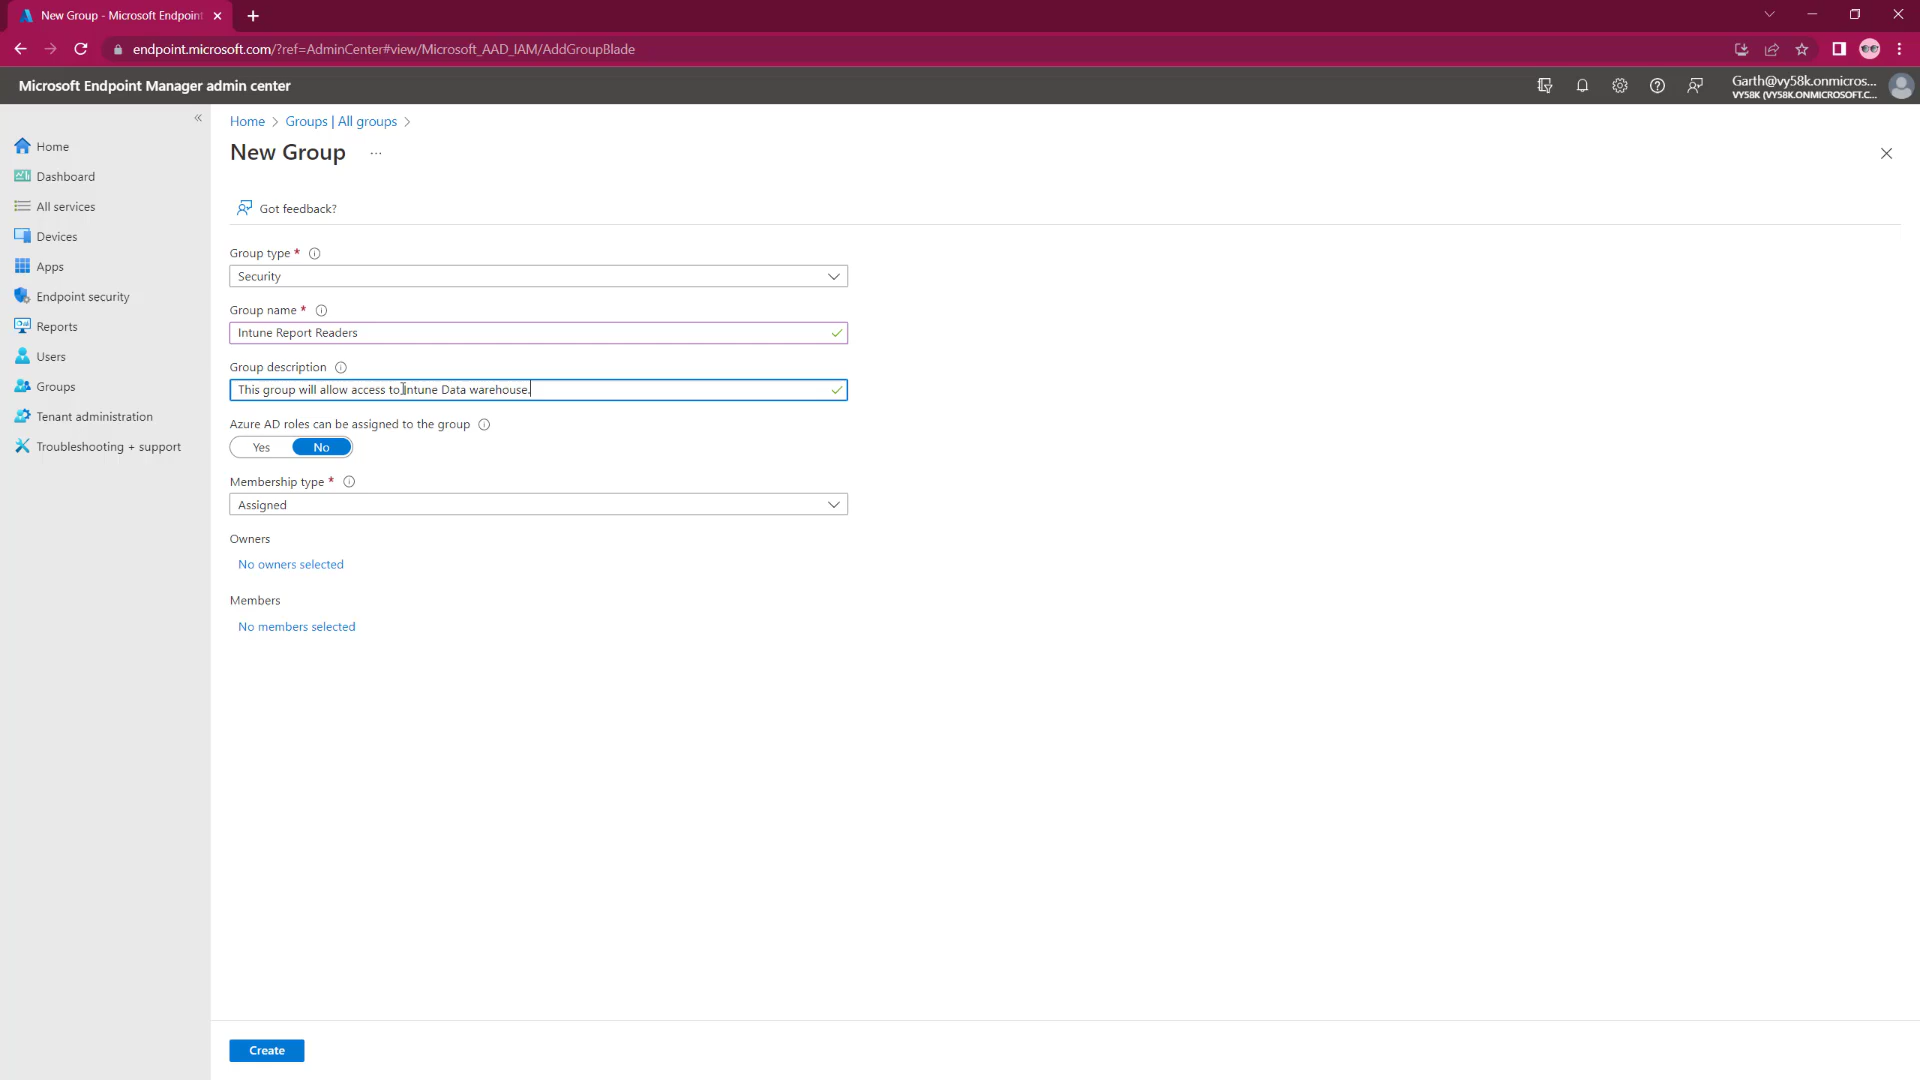 New Group - Microsoft Endpoint
endpoint.microsoft.com/?ref=AdminCenter#view/Microsoft_AAD_IAM/AddGroupBlade
Microsoft Endpoint Manager admin center
Garth@vy58k.onmicros...
VY58K (VY58K.ONMICROSOFT.C...
Home
Dashboard
All services
Devices
Apps
Endpoint security
Reports
Users
Groups
Tenant administration
Troubleshooting + support
Home > Groups | All groups >
New Group ...
Got feedback?
Group type *
Security
Group name *
Intune Report Readers
Group description
This group will allow access to Intune Data warehouse.
Azure AD roles can be assigned to the group
Yes No
Membership type *
Assigned
Owners
No owners selected
Members
No members selected
Create